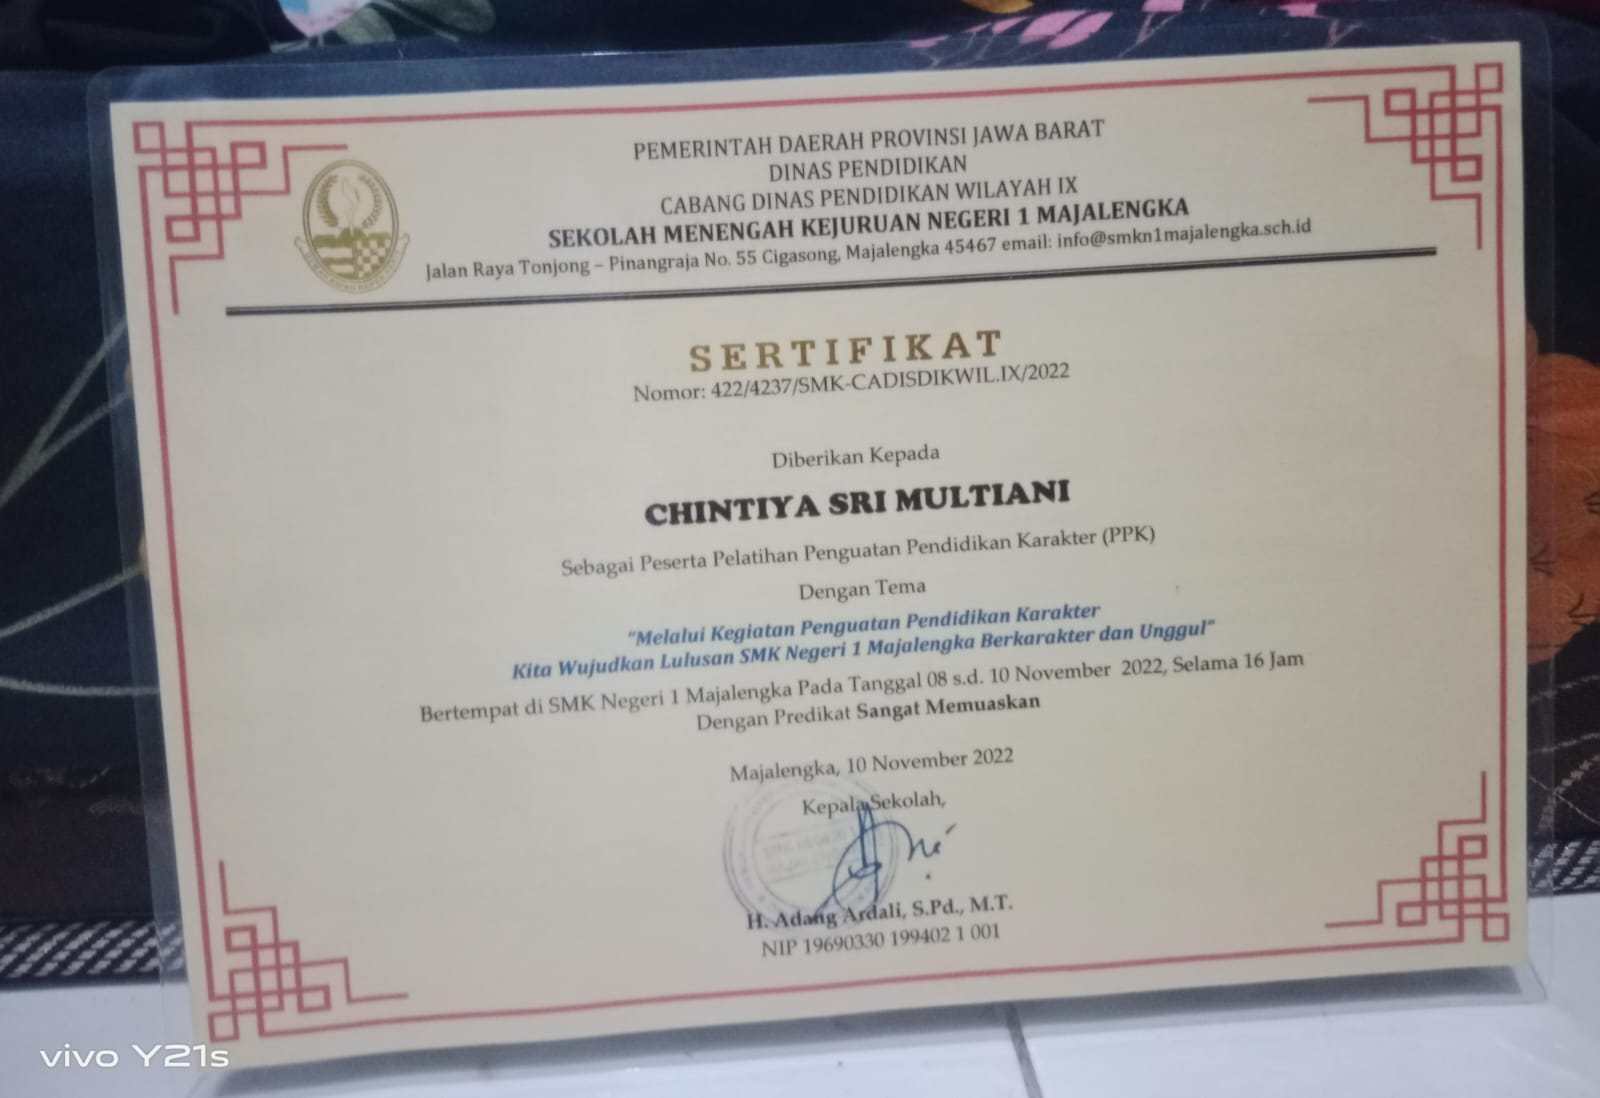 PEMERINTAH DAERAH PROVINSI JAWA BARAT
DINAS PENDIDIKAN
CABANG DINAS PENDIDIKAN WILAYAH IX
SEKOLAH MENENGAH KEJURUAN NEGERI 1 MAJALENGKA
Jalan Raya Tonjong – Pinangraja No. 55 Cigasong, Majalengka 45467 email: info@smkn1majalengka.sch.id
SERTIFIKAT
Nomor: 422/4237/SMK-CADISDIKWIL.IX/2022
Diberikan Kepada
CHINTIYA SRI MULTIANI
Sebagai Peserta Pelatihan Penguatan Pendidikan Karakter (PPK)
Dengan Tema
"Melalui Kegiatan Penguatan Pendidikan Karakter
Kita Wujudkan Lulusan SMK Negeri 1 Majalengka Berkarakter dan Unggul"
Bertempat di SMK Negeri 1 Majalengka Pada Tanggal 08 s.d. 10 November 2022, Selama 16 Jam
Dengan Predikat Sangat Memuaskan
Majalengka, 10 November 2022
Kepala Sekolah,
H. Adang Ardali, S.Pd., M.T.
NIP 19690330 199402 1 001
vivo Y21s